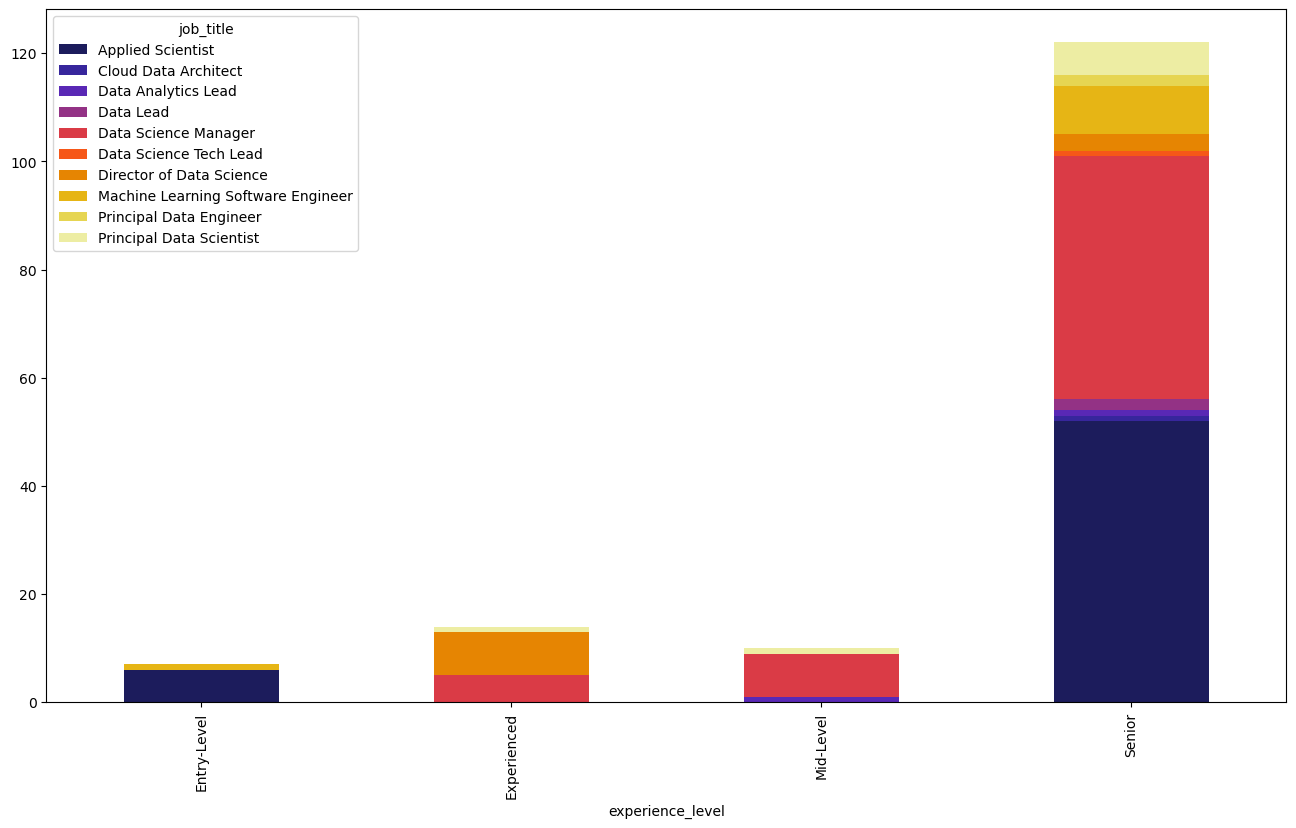 job_title
Applied Scientist
Cloud Data Architect
Data Analytics Lead
Data Lead
Data Science Manager
Data Science Tech Lead
Director of Data Science
Machine Learning Software Engineer
Principal Data Engineer
Principal Data Scientist
120
100
80
60
40
20
0
Entry-Level
Experienced
Mid-Level
Senior
experience_level